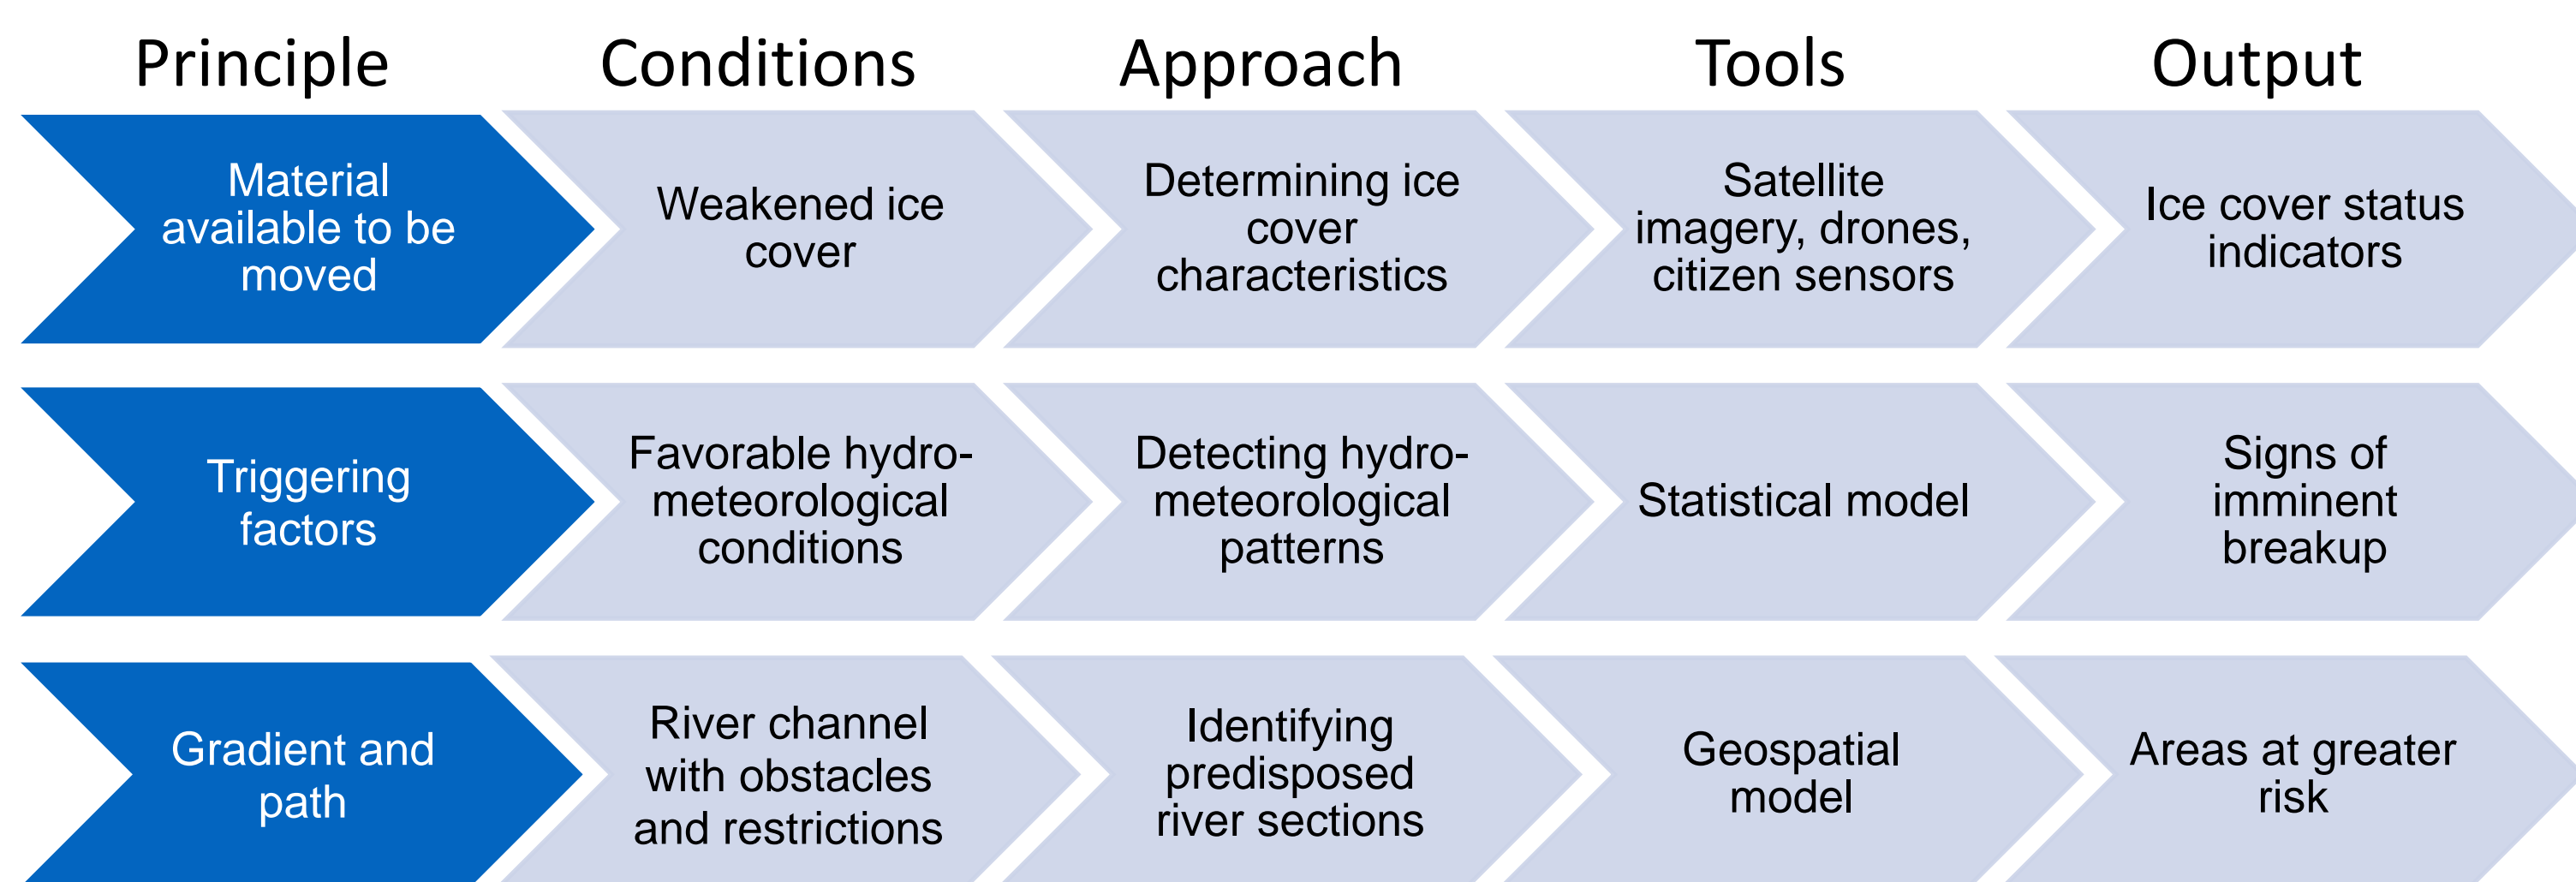 Principle Conditions Approach Tools Output
Material
available to be
moved
Weakened ice
cover
Determining ice
cover
characteristics
Satellite
imagery, drones,
citizen sensors
Ice cover status
indicators
Triggering
factors
Favorable hydro-
meteorological
conditions
Detecting hydro-
meteorological
patterns
Statistical model
Signs of
imminent
breakup
Gradient and
path
River channel
with obstacles
and restrictions
Identifying
predisposed
river sections
Geospatial
model
Areas at greater
risk